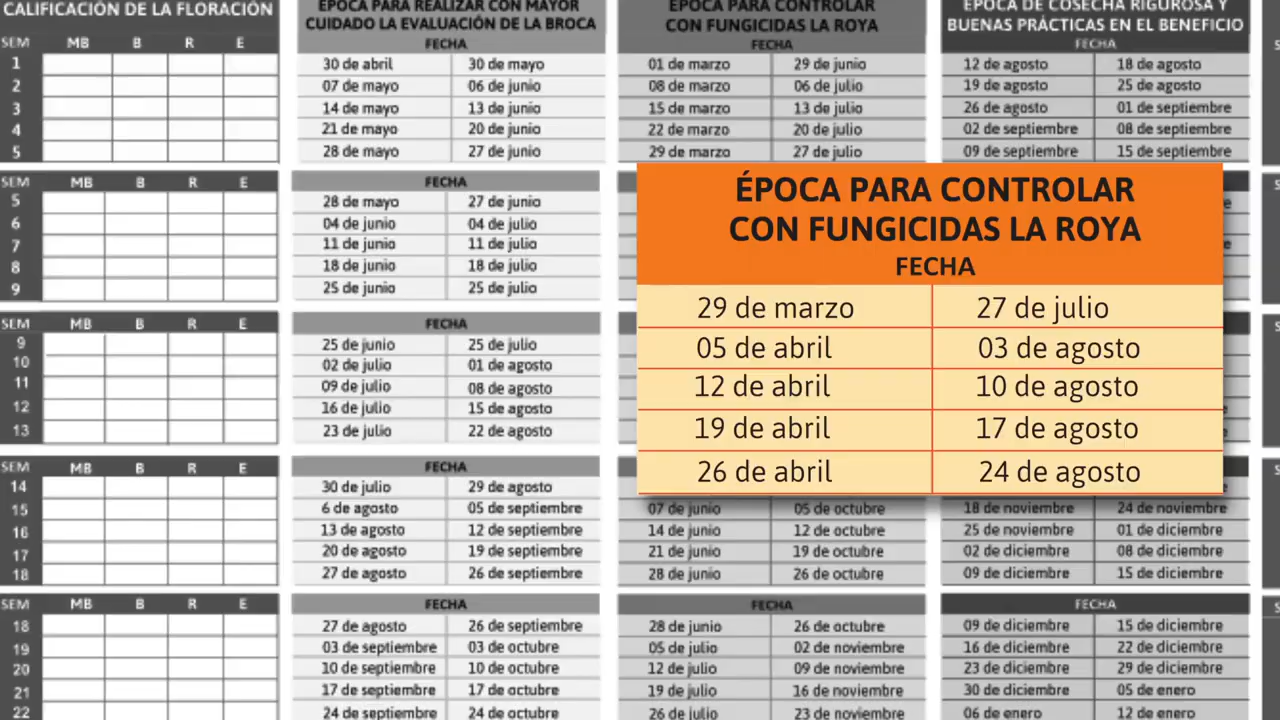 CALIFICACIÓN DE LA FLORACIÓN
SEM MB B R E
1
2
3
4
5
SEM MB B R E
5
6
7
8
9
SEM MB B R E
9
10
11
12
13
SEM MB B R E
14
15
16
17
18
SEM MB B R E
18
19
20
21
22
ÉPOCA PARA REALIZAR CON MAYOR
CUIDADO LA EVALUACIÓN DE LA BROCA
FECHA
30 de abril 30 de mayo
07 de mayo 06 de junio
14 de mayo 13 de junio
21 de mayo 20 de junio
28 de mayo 27 de junio
FECHA
28 de mayo 27 de junio
04 de junio 04 de julio
11 de junio 11 de julio
18 de junio 18 de julio
25 de junio 25 de julio
FECHA
25 de junio 25 de julio
02 de julio 01 de agosto
09 de julio 08 de agosto
16 de julio 15 de agosto
23 de julio 22 de agosto
FECHA
30 de julio 29 de agosto
6 de agosto 05 de septiembre
13 de agosto 12 de septiembre
20 de agosto 19 de septiembre
27 de agosto 26 de septiembre
FECHA
27 de agosto 26 de septiembre
03 de septiembre 03 de octubre
10 de septiembre 10 de octubre
17 de septiembre 17 de octubre
24 de septiembre 24 de octubre
ÉPOCA PARA CONTROLAR
CON FUNGICIDAS LA ROYA
FECHA
01 de marzo 29 de junio
08 de marzo 06 de julio
15 de marzo 13 de julio
22 de marzo 20 de julio
29 de marzo 27 de julio
ÉPOCA PARA CONTROLAR
CON FUNGICIDAS LA ROYA
FECHA
29 de marzo 27 de julio
05 de abril 03 de agosto
12 de abril 10 de agosto
19 de abril 17 de agosto
26 de abril 24 de agosto
07 de junio 05 de octubre
14 de junio 12 de octubre
21 de junio 19 de octubre
28 de junio 26 de octubre
FECHA
28 de junio 26 de octubre
05 de julio 02 de noviembre
12 de julio 09 de noviembre
19 de julio 16 de noviembre
26 de julio 23 de noviembre
ÉPOCA DE COSECHA RIGUROSA Y
BUENAS PRÁCTICAS EN EL BENEFICIO
FECHA
12 de agosto 18 de agosto
19 de agosto 25 de agosto
26 de agosto 01 de septiembre
02 de septiembre 08 de septiembre
09 de septiembre 15 de septiembre
18 de noviembre 24 de noviembre
25 de noviembre 01 de diciembre
02 de diciembre 08 de diciembre
09 de diciembre 15 de diciembre
FECHA
09 de diciembre 15 de diciembre
16 de diciembre 22 de diciembre
23 de diciembre 29 de diciembre
30 de diciembre 05 de enero
06 de enero 12 de enero